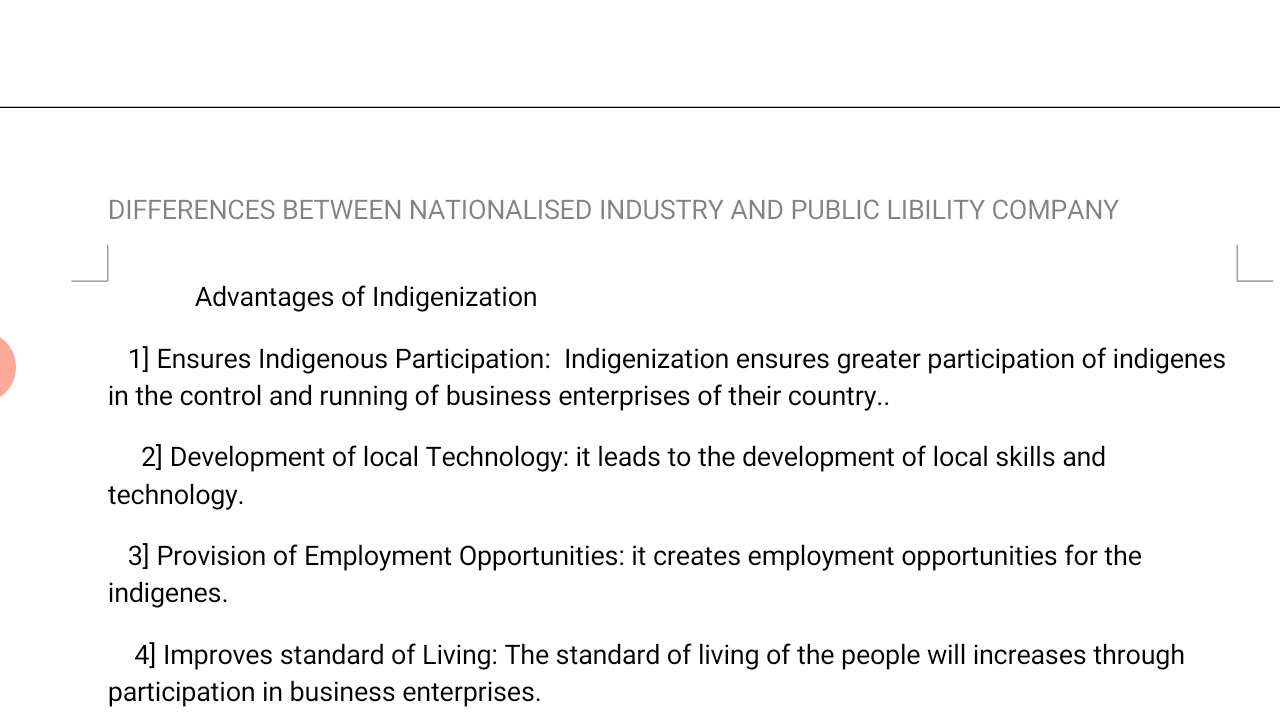 DIFFERENCES BETWEEN NATIONALISED INDUSTRY AND PUBLIC LIBILITY COMPANY
Advantages of Indigenization
1] Ensures Indigenous Participation:  Indigenization ensures greater participation of indigenes
in the control and running of business enterprises of their country..
2] Development of local Technology: it leads to the development of local skills and
technology.
3] Provision of Employment Opportunities: it creates employment opportunities for the
indigenes.
4] Improves standard of Living: The standard of living of the people will increases through
participation in business enterprises.